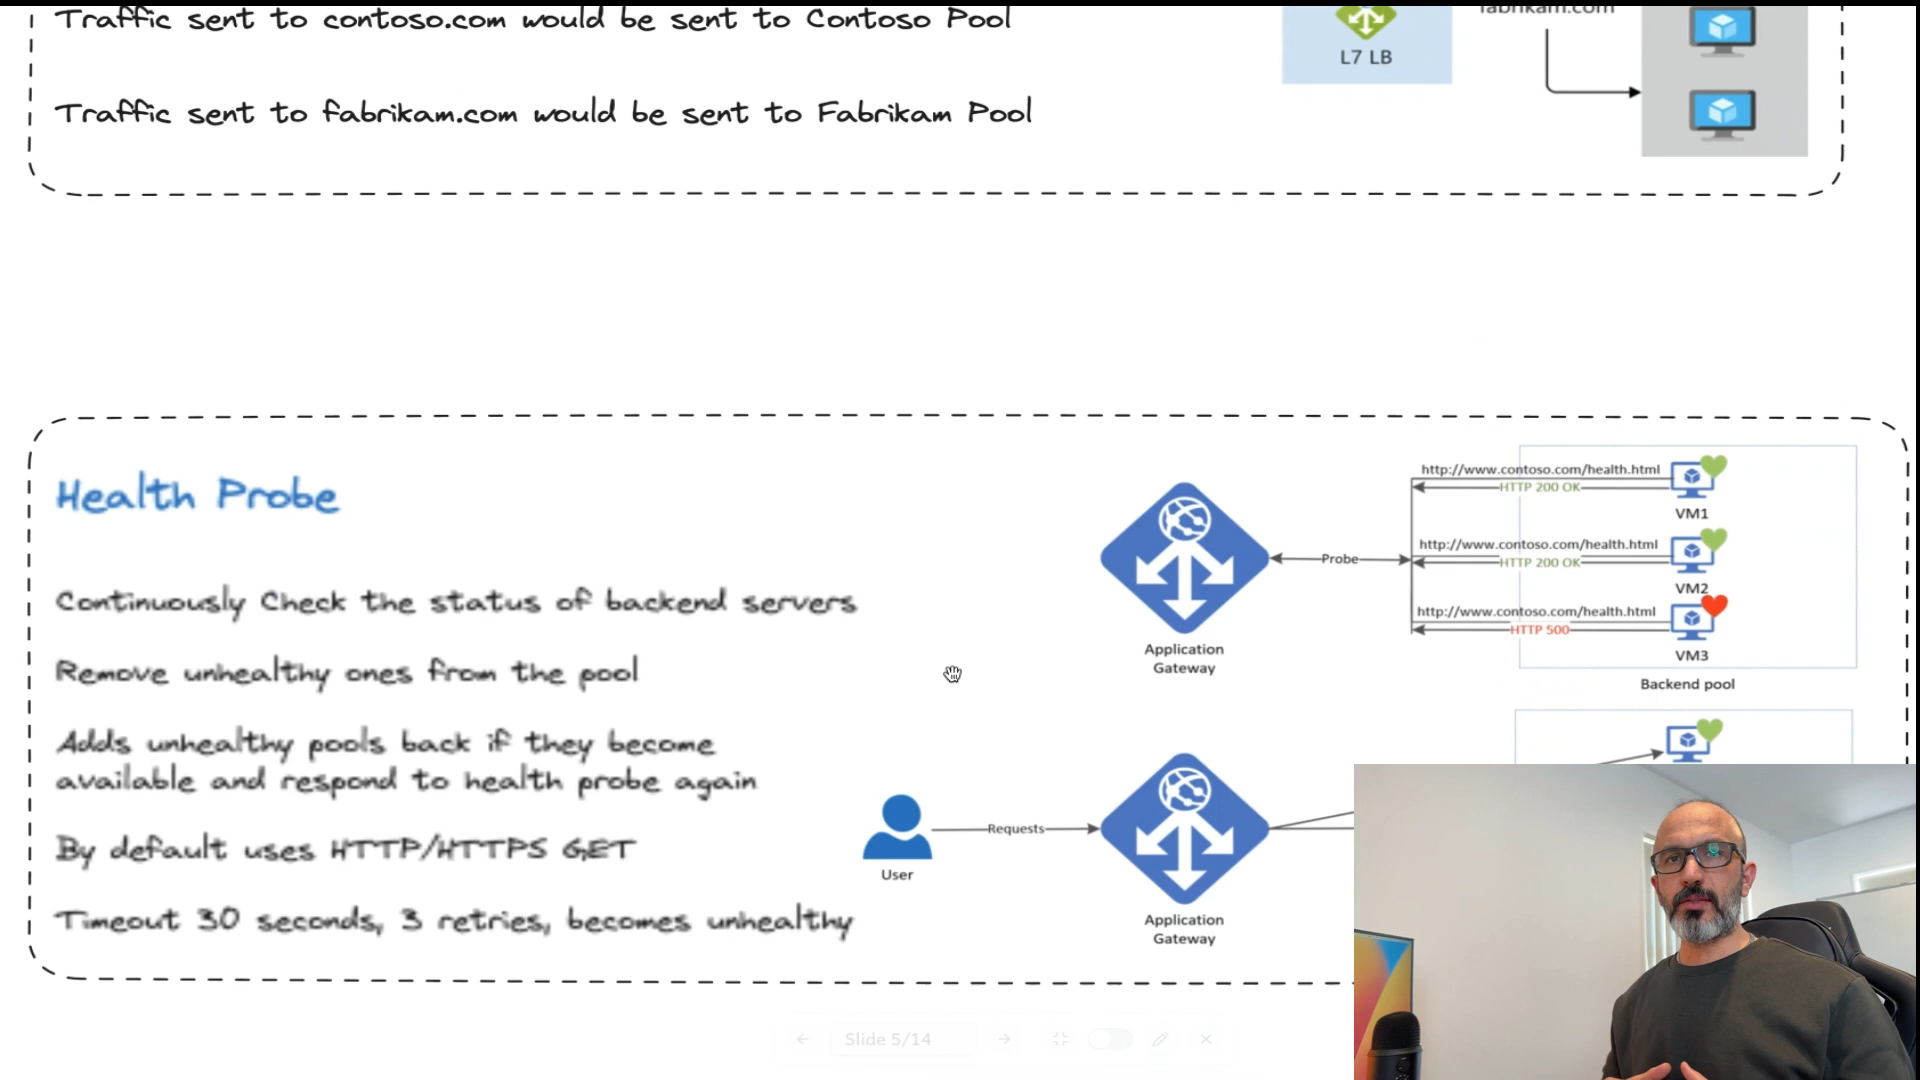 Traffic sent to contoso.com would be sent to Contoso Pool
Traffic sent to fabrikam.com would be sent to Fabrikam Pool
L7 LB
fabrikam.com
Health Probe
Continuously Check the status of backend servers
Remove unhealthy ones from the pool
Adds unhealthy pools back if they become
available and respond to health probe again
By default uses HTTP/HTTPS GET
Timeout 30 seconds, 3 retries, becomes unhealthy
Application
Gateway
Probe
http://www.contoso.com/health.html
HTTP 200 OK
VM1
http://www.contoso.com/health.html
HTTP 200 OK
VM2
http://www.contoso.com/health.html
HTTP 500
VM3
Backend pool
User
Requests
Application
Gateway
Slide 5/14